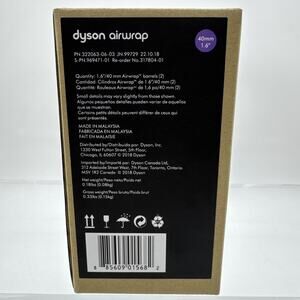 dyson airwrap
40mm
1.6"
PN.322063-06-03 JN.99729 22.10.18
S-PN.969471-01 Re-order No.317804-01
Quantity: 1.6"/40 mm Airwrap™ barrels (2)
Cantidad: Cilindros Airwrap™ de 1.6"/40 mm (2)
Quantité: Rouleaux Airwrap™ de 1,6 po/40 mm (2)
Small details may vary slightly from those shown.
Algunos pequeños detalles pueden variar de aquellos
que se muestran.
Certains petits détails peuvent différer de ceux qui
sont montrés.
MADE IN MALAYSIA
FABRICADA EN MALAYSIA
FAIT EN MALAISIE
Distributed by/Distribuido por: Dyson, Inc.
1330 West Fulton Street, 5th Floor,
Chicago, IL 60607 © 2018 Dyson
Imported by/Importé par: Dyson Canada Ltd,
312 Adelaide Street West, 7th Floor, Toronto, Ontario
M5V 1R2 Canada © 2018 Dyson
Net weight/Peso neto/Poids net
0.18lbs (0.08kg)
Gross weight/Peso bruto/Poids brut
0.33lbs (0.15kg)
8 85609 01568 2